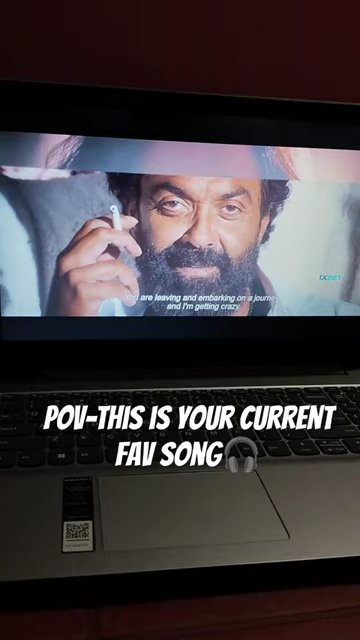 1XBET
are leaving and embarking on a journe
and I'm getting crazy.
POV-THIS IS YOUR CURRENT
FAV SONG🎧